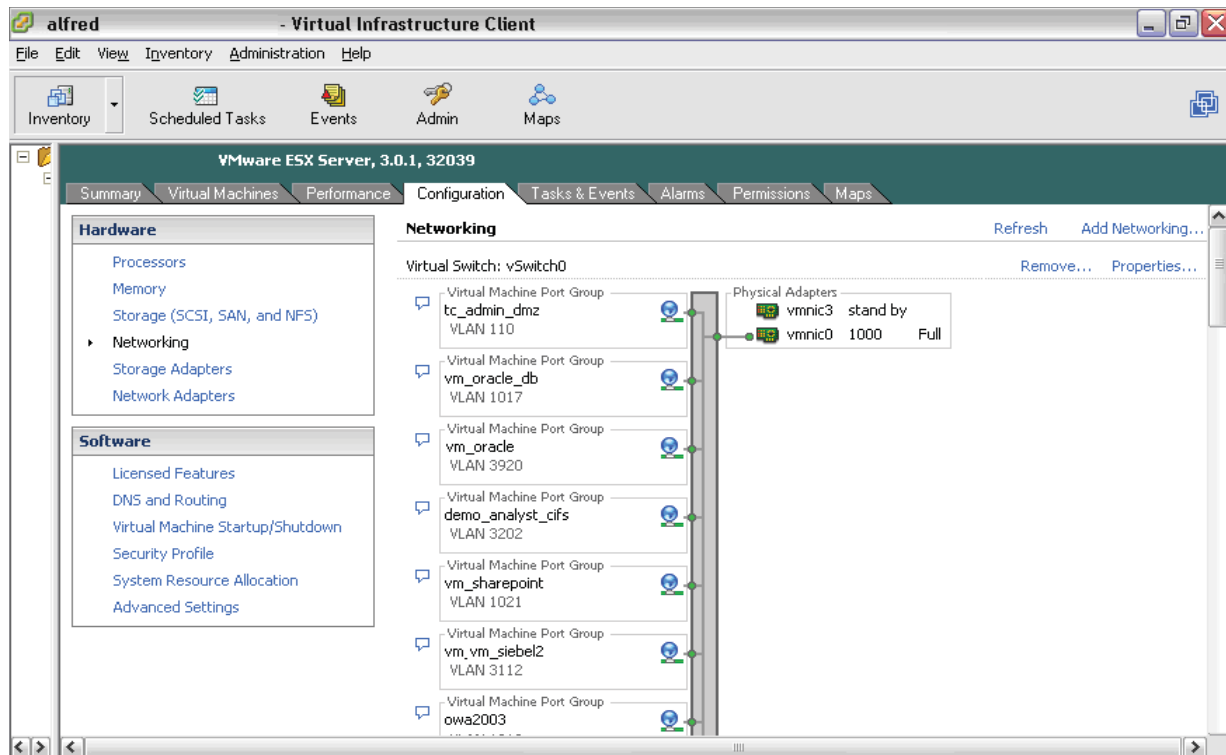 alfred - Virtual Infrastructure Client
File Edit View Inventory Administration Help
Inventory Scheduled Tasks Events Admin Maps
VMware ESX Server, 3.0.1, 32039
Summary Virtual Machines Performance Configuration Tasks & Events Alarms Permissions Maps
Hardware
Processors
Memory
Storage (SCSI, SAN, and NFS)
Networking
Storage Adapters
Network Adapters
Software
Licensed Features
DNS and Routing
Virtual Machine Startup/Shutdown
Security Profile
System Resource Allocation
Advanced Settings
Networking Refresh Add Networking...
Virtual Switch: vSwitch0 Remove... Properties...
Virtual Machine Port Group
tc_admin_dmz
VLAN 110
Virtual Machine Port Group
vm_oracle_db
VLAN 1017
Virtual Machine Port Group
vm_oracle
VLAN 3920
Virtual Machine Port Group
demo_analyst_cifs
VLAN 3202
Virtual Machine Port Group
vm_sharepoint
VLAN 1021
Virtual Machine Port Group
vm_vm_siebel2
VLAN 3112
Virtual Machine Port Group
owa2003
Physical Adapters
vmnic3 stand by
vmnic0 1000 Full